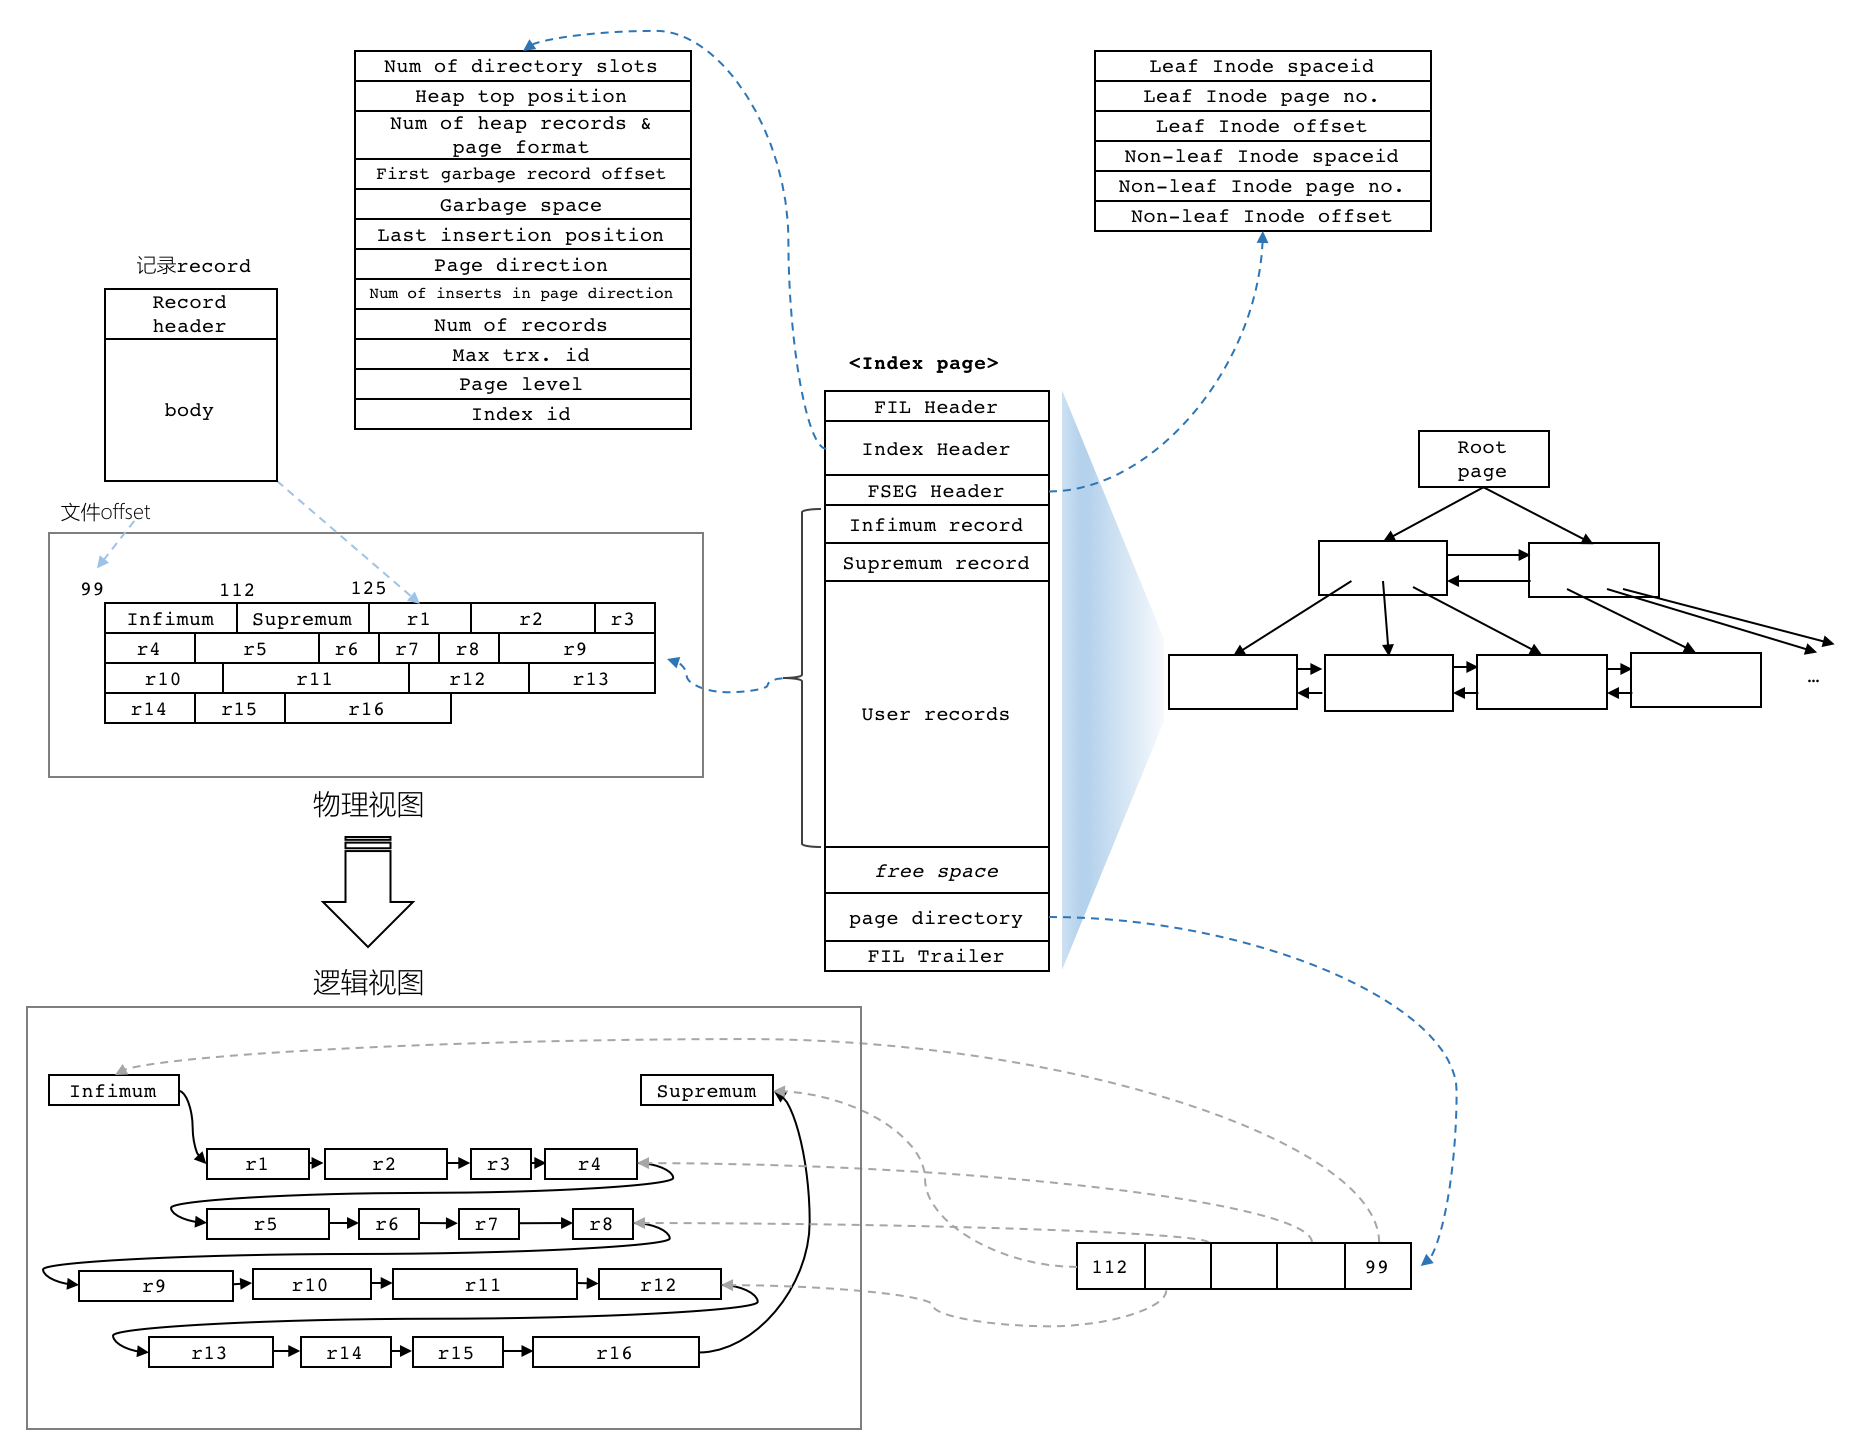 Num of directory slots
Heap top position
Num of heap records &
page format
First garbage record offset
Garbage space
Last insertion position
Page direction
Num of inserts in page direction
Num of records
Max trx. id
Page level
Index id
Leaf Inode spaceid
Leaf Inode page no.
Leaf Inode offset
Non-leaf Inode spaceid
Non-leaf Inode page no.
Non-leaf Inode offset
记录record
Record
header
body
<Index page>
FIL Header
Index Header
FSEG Header
Infimum record
Supremum record
User records
free space
page directory
FIL Trailer
Root
page
…
文件offset
99 112 125
Infimum Supremum r1 r2 r3
r4 r5 r6 r7 r8 r9
r10 r11 r12 r13
r14 r15 r16
物理视图
逻辑视图
Infimum Supremum
r1 r2 r3 r4
r5 r6 r7 r8
r9 r10 r11 r12
r13 r14 r15 r16
112 99